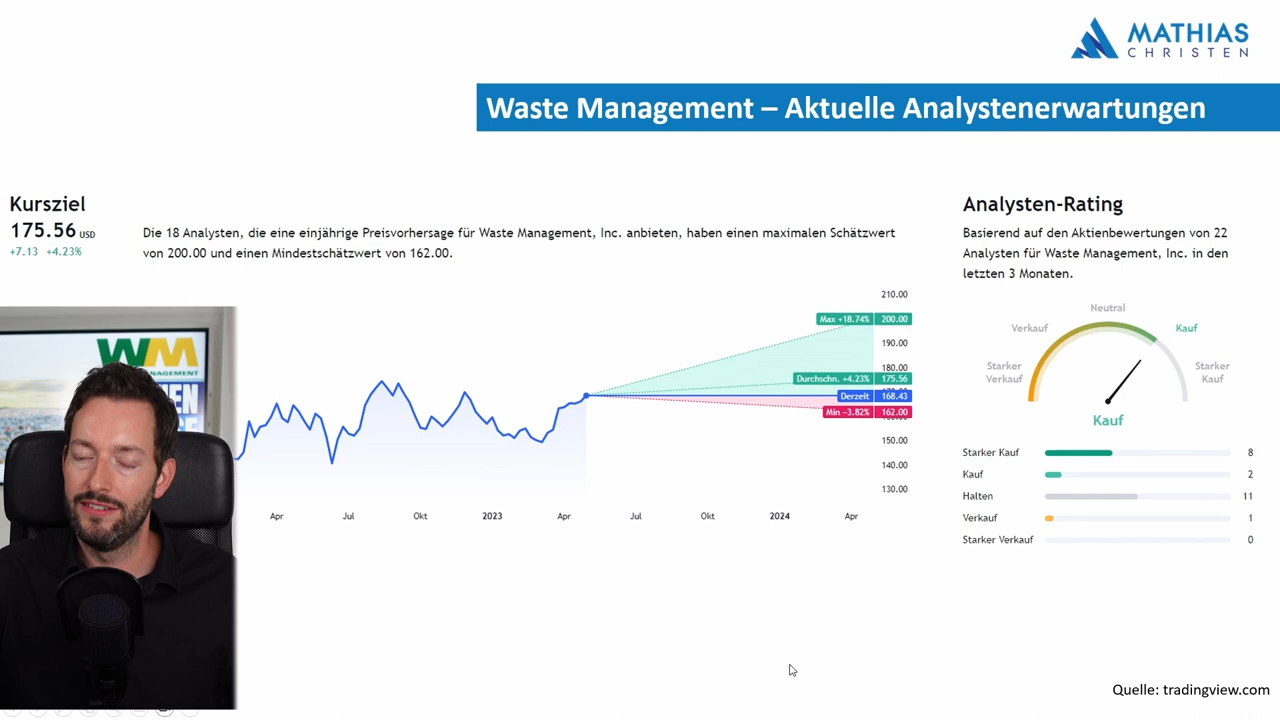 MATHIAS
CHRISTEN
Waste Management – Aktuelle Analystenerwartungen
Kursziel
175.56 USD
+7.13 +4.23%
Die 18 Analysten, die eine einjährige Preisvorhersage für Waste Management, Inc. anbieten, haben einen maximalen Schätzwert
von 200.00 und einen Mindestschätzwert von 162.00.
210.00
Max +18.74% 200.00
190.00
180.00
Durchschn. +4.23% 175.56
Derzeit 168.43
Min −3.82% 162.00
150.00
140.00
130.00
Apr Jul Okt 2023 Apr Jul Okt 2024 Apr
WM
Analysten-Rating
Basierend auf den Aktienbewertungen von 22
Analysten für Waste Management, Inc. in den
letzten 3 Monaten.
Neutral
Verkauf Kauf
Starker Verkauf
Starker Kauf
Kauf
Starker Kauf 8
Kauf 2
Halten 11
Verkauf 1
Starker Verkauf 0
Quelle: tradingview.com